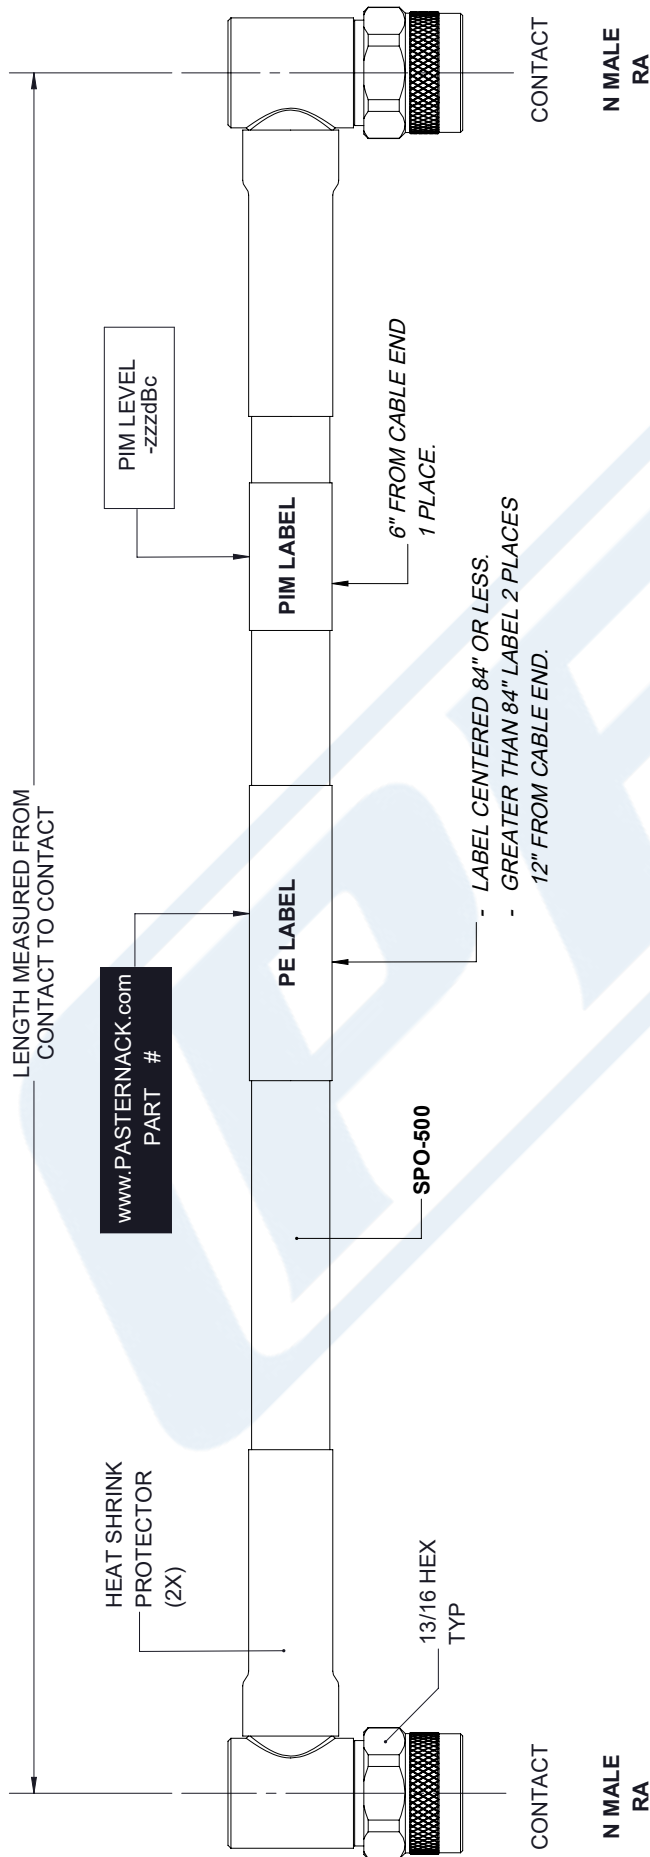 LENGTH MEASURED FROM
CONTACT TO CONTACT
www.PASTERNACK.com
PART #
PIM LEVEL
-zzzdBc
HEAT SHRINK
PROTECTOR
(2X)
PE LABEL
PIM LABEL
13/16 HEX
TYP
SPO-500
6" FROM CABLE END
1 PLACE.
- LABEL CENTERED 84" OR LESS.
- GREATER THAN 84" LABEL 2 PLACES
12" FROM CABLE END.
CONTACT
CONTACT
N MALE
RA
N MALE
RA